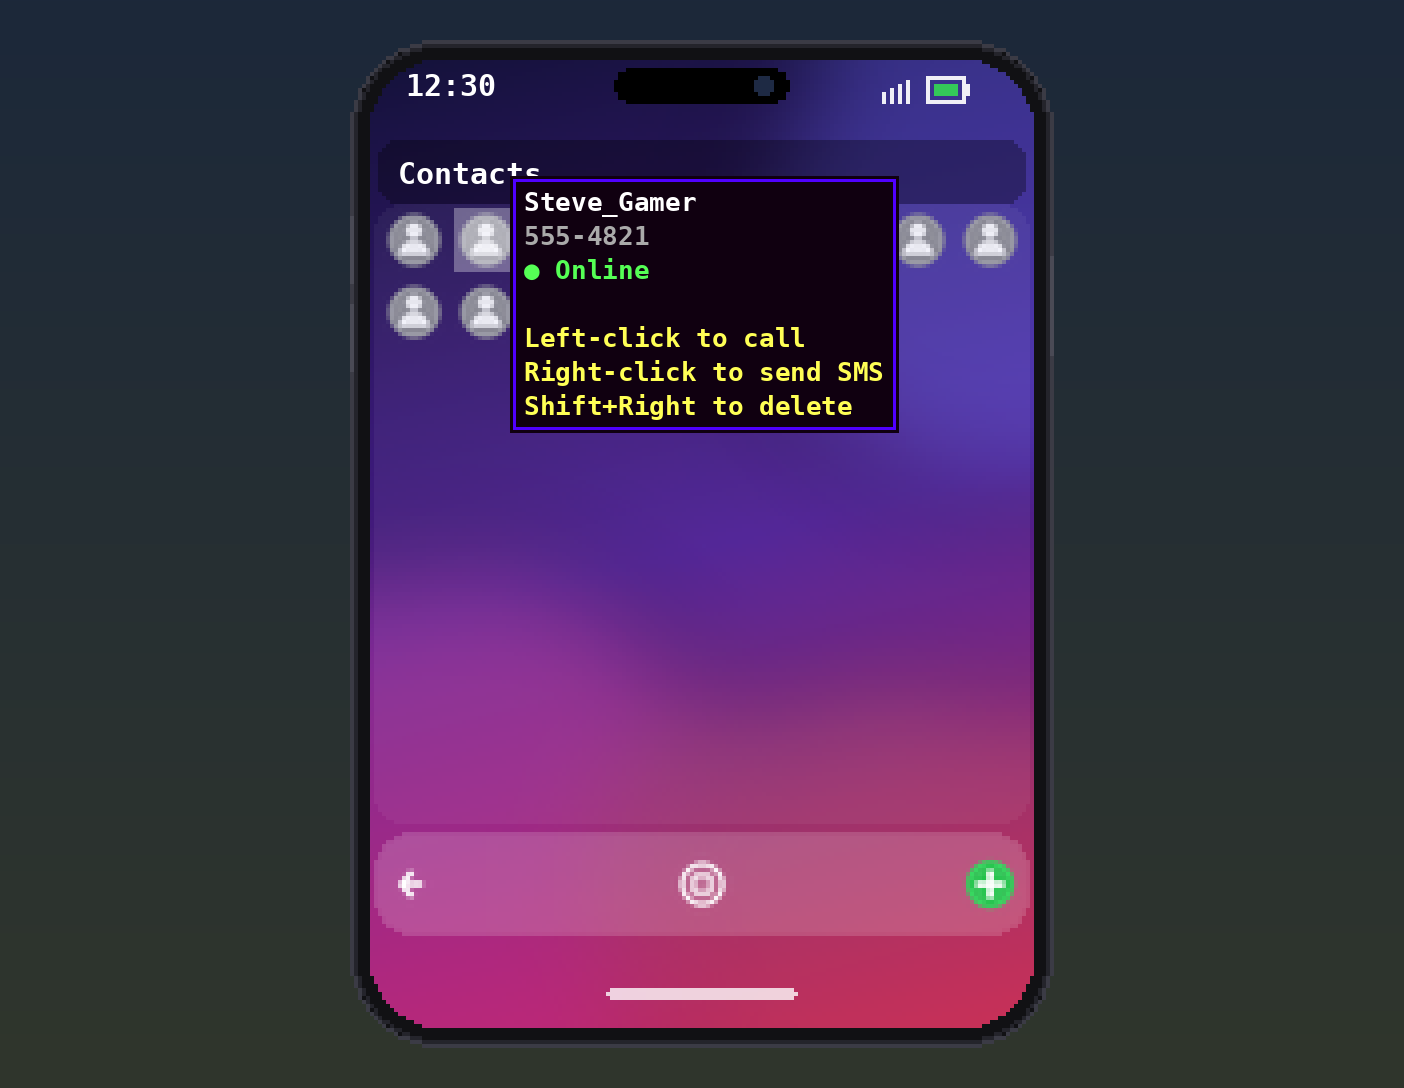 12:30
Contacts
Steve_Gamer
555-4821
● Online
Left-click to call
Right-click to send SMS
Shift+Right to delete